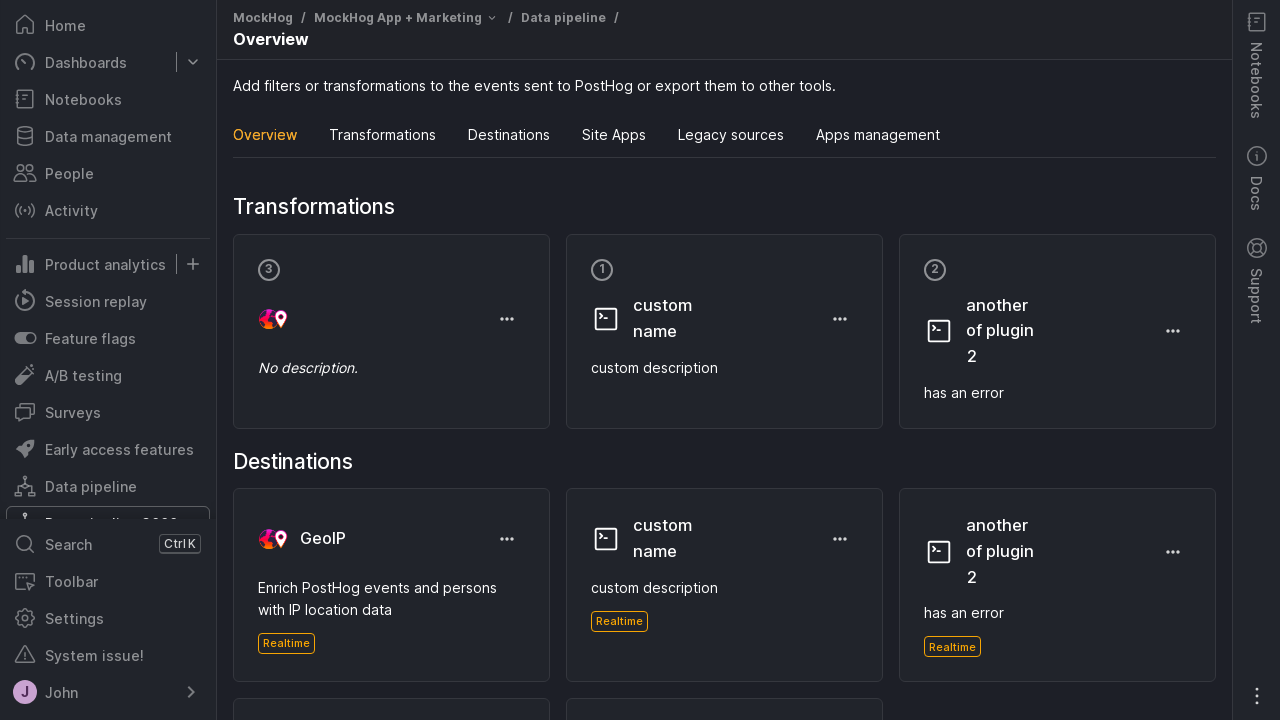 Home
Dashboards
Notebooks
Data management
People
Activity
Product analytics
Session replay
Feature flags
A/B testing
Surveys
Early access features
Data pipeline
Search Ctrl K
Toolbar
Settings
System issue!
J John
MockHog / MockHog App + Marketing / Data pipeline /
Overview
Add filters or transformations to the events sent to PostHog or export them to other tools.
Overview Transformations Destinations Site Apps Legacy sources Apps management
Transformations
3
No description.
1
custom
name
custom description
2
another
of plugin
2
has an error
Destinations
GeoIP
Enrich PostHog events and persons
with IP location data
Realtime
custom
name
custom description
Realtime
another
of plugin
2
has an error
Realtime
Notebooks
Docs
Support